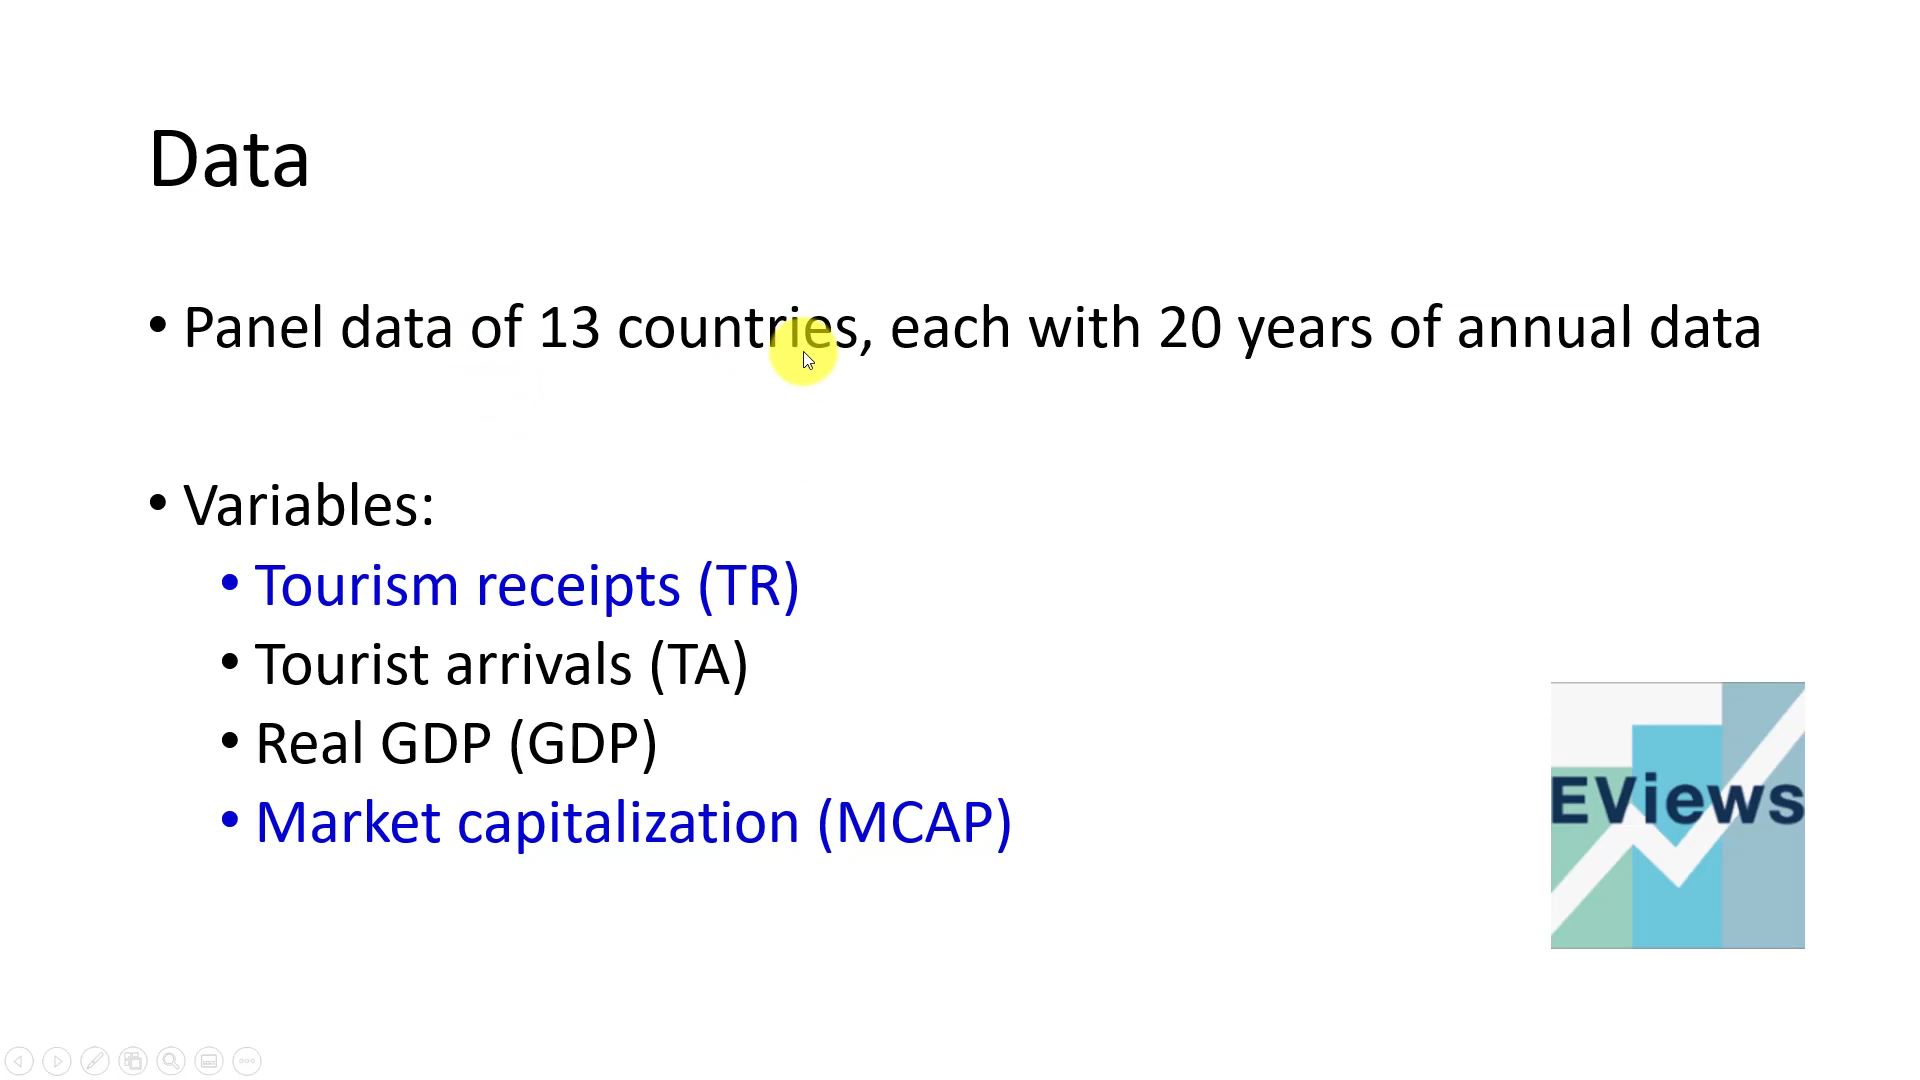 Data
• Panel data of 13 countries, each with 20 years of annual data
• Variables:
• Tourism receipts (TR)
• Tourist arrivals (TA)
• Real GDP (GDP)
• Market capitalization (MCAP)
EViews